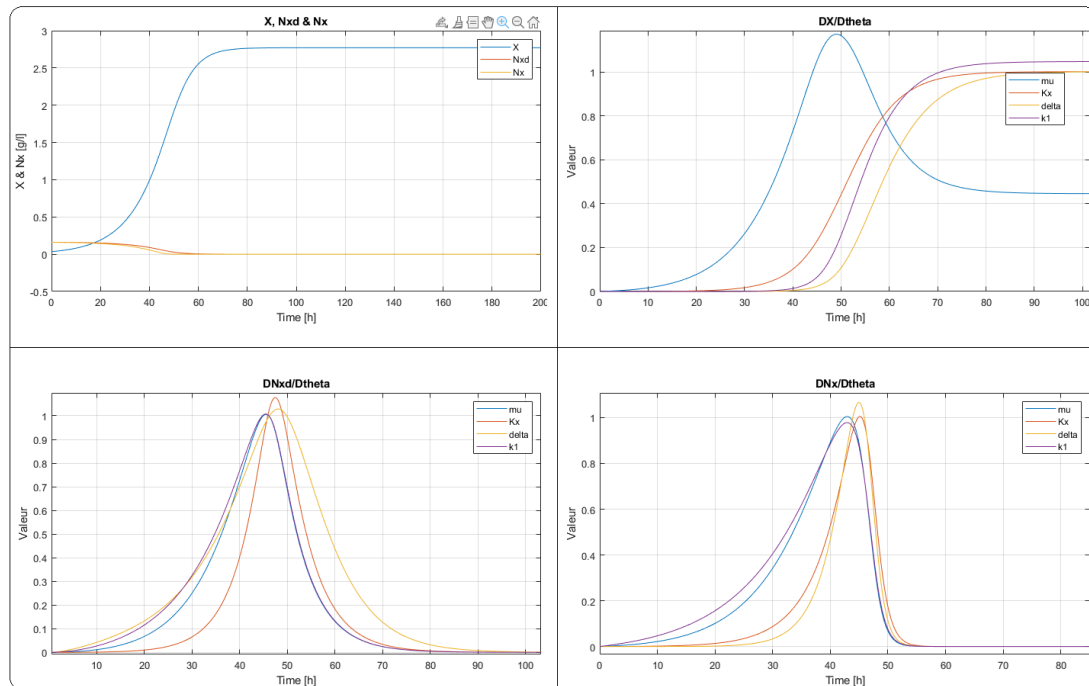 X, Nxd & Nx
X & Nx [g/l]
3
2.5
2
1.5
1
0.5
0
-0.5
X
Nxd
Nx
0 20 40 60 80 100 120 140 160 180 200
Time [h]
DX/Dtheta
Valeur
1
0.8
0.6
0.4
0.2
0
mu
Kx
delta
k1
0 10 20 30 40 50 60 70 80 90 100
Time [h]
DNxd/Dtheta
Valeur
1
0.9
0.8
0.7
0.6
0.5
0.4
0.3
0.2
0.1
0
mu
Kx
delta
k1
10 20 30 40 50 60 70 80 90 100
Time [h]
DNx/Dtheta
Valeur
1
0.8
0.6
0.4
0.2
0
mu
Kx
delta
k1
0 10 20 30 40 50 60 70 80
Time [h]